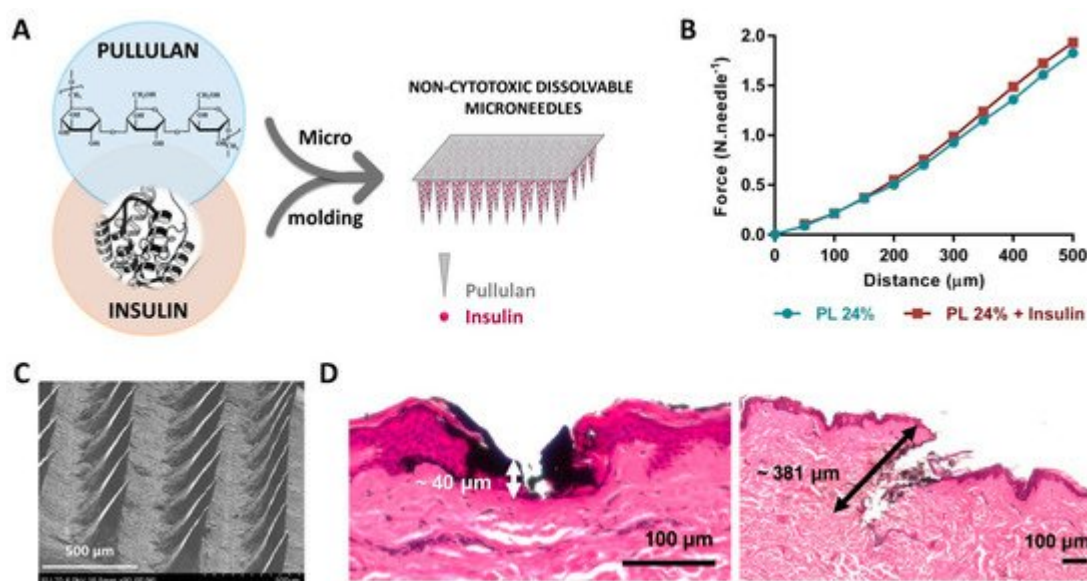 A
PULLULAN
CH₂OH
CH₂OH
INSULIN
Micro
molding
NON-CYTOTOXIC DISSOLVABLE
MICRONEEDLES
Pullulan
Insulin
B
Force (N.needle⁻¹)
2.0
1.5
1.0
0.5
0.0
0
100
200
300
400
500
Distance (µm)
PL 24%
PL 24% + Insulin
C
500 µm
D
~ 40 µm
100 µm
~ 381 µm
100 µm